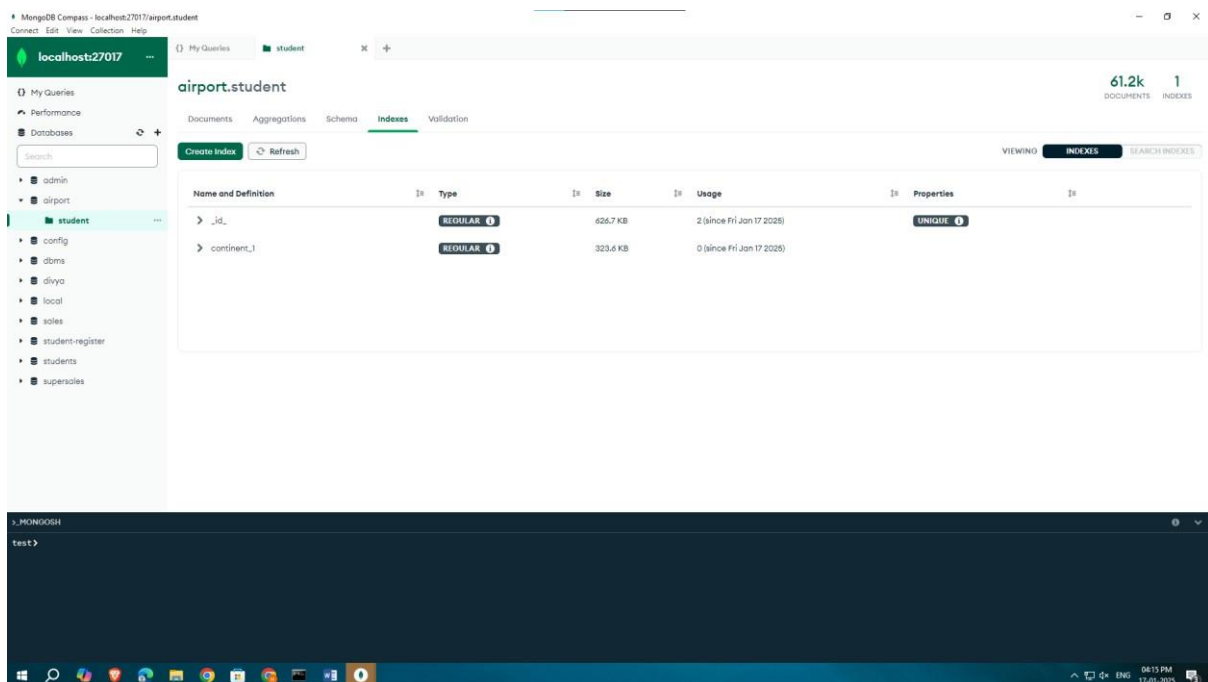 MongoDB Compass - localhost:27017/airport.student
Connect Edit View Collection Help
localhost:27017 ...
{} My Queries
student
airport.student
61.2k
DOCUMENTS
1
INDEXES
My Queries
Performance
Databases
Search
admin
airport
student
config
dbms
divya
local
sales
student-register
students
supersales
Documents Aggregations Schema Indexes Validation
Create Index Refresh
VIEWING INDEXES SEARCH INDEXES
Name and Definition Type Size Usage Properties
_id_ REGULAR 626.7 KB 2 (since Fri Jan 17 2025) UNIQUE
continent_1 REGULAR 323.6 KB 0 (since Fri Jan 17 2025)
>_MONGOSH
test>
ENG
04:15 PM
17-01-2025